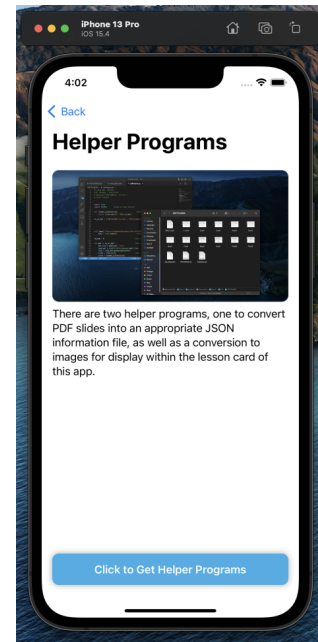 iPhone 13 Pro
iOS 15.4
4:02
Back
Helper Programs
There are two helper programs, one to convert
PDF slides into an appropriate JSON
information file, as well as a conversion to
images for display within the lesson card of
this app.
Click to Get Helper Programs